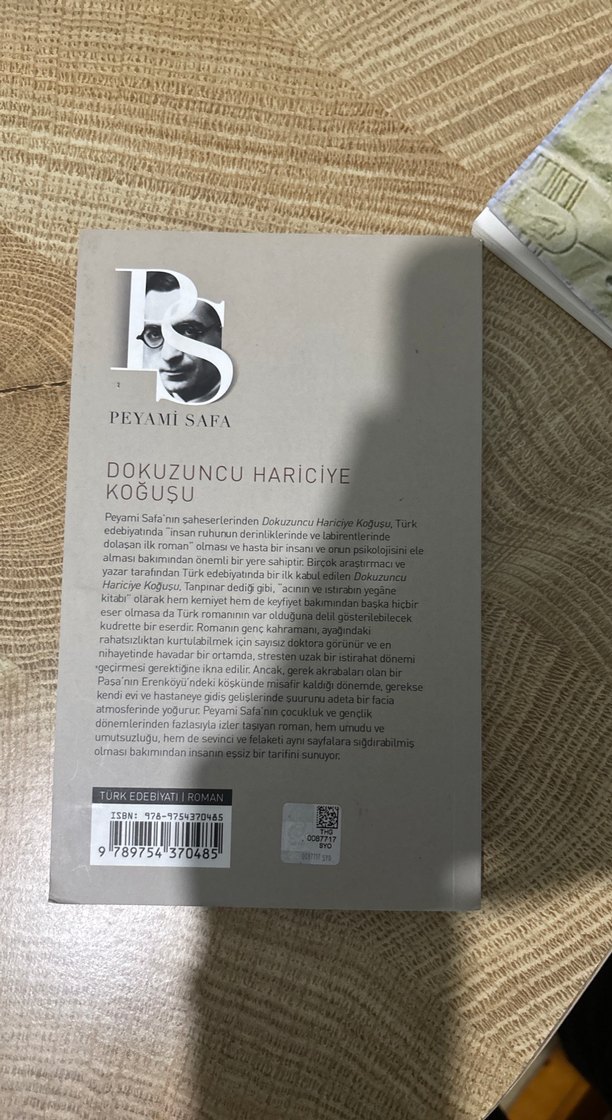 PS
PEYAMİ SAFA
DOKUZUNCU HARİCİYE
KOĞUŞU
Peyami Safa'nın şaheserlerinden Dokuzuncu Hariciye Koğuşu, Türk
edebiyatında "insan ruhunun derinliklerinde ve labirentlerinde
dolaşan ilk roman" olması ve hasta bir insanı ve onun psikolojisini ele
alması bakımından önemli bir yere sahiptir. Birçok araştırmacı ve
yazar tarafından Türk edebiyatında bir ilk kabul edilen Dokuzuncu
Hariciye Koğuşu, Tanpınar dediği gibi, "acının ve ıstırabın yegâne
kitabı" olarak hem kemiyet hem de keyfiyet bakımından başka hiçbir
eser olmasa da Türk romanının var olduğuna delil gösterilebilecek
kudrette bir eserdir. Romanın genç kahramanı, ayağındaki
rahatsızlıktan kurtulabilmek için sayısız doktora görünür ve en
nihayetinde havadar bir ortamda, stresten uzak bir istirahat dönemi
geçirmesi gerektiğine ikna edilir. Ancak, gerek akrabaları olan bir
Paşa'nın Erenköyü'ndeki köşkünde misafir kaldığı dönemde, gerekse
kendi evi ve hastaneye gidiş gelişlerinde şuurunu adeta bir facia
atmosferinde yoğurur. Peyami Safa'nın çocukluk ve gençlik
dönemlerinden fazlasıyla izler taşıyan roman, hem umudu ve
umutsuzluğu, hem de sevinci ve felaketi aynı sayfalara sığdırabilmiş
olması bakımından insanın eşsiz bir tarifini sunuyor.
TÜRK EDEBİYATI | ROMAN
ISBN: 978-9754370485
9 789754 370485
THG
0087717
SYO
0087717 SYO